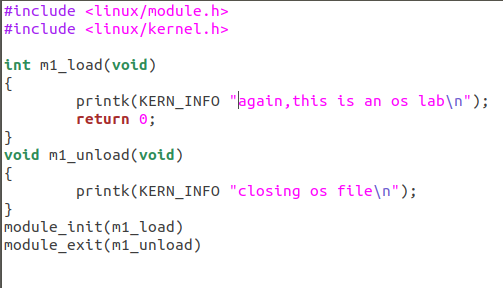 #include <linux/module.h>
#include <linux/kernel.h>
int m1_load(void)
{
printk(KERN_INFO "again,this is an os lab\n");
return 0;
}
void m1_unload(void)
{
printk(KERN_INFO "closing os file\n");
}
module_init(m1_load)
module_exit(m1_unload)